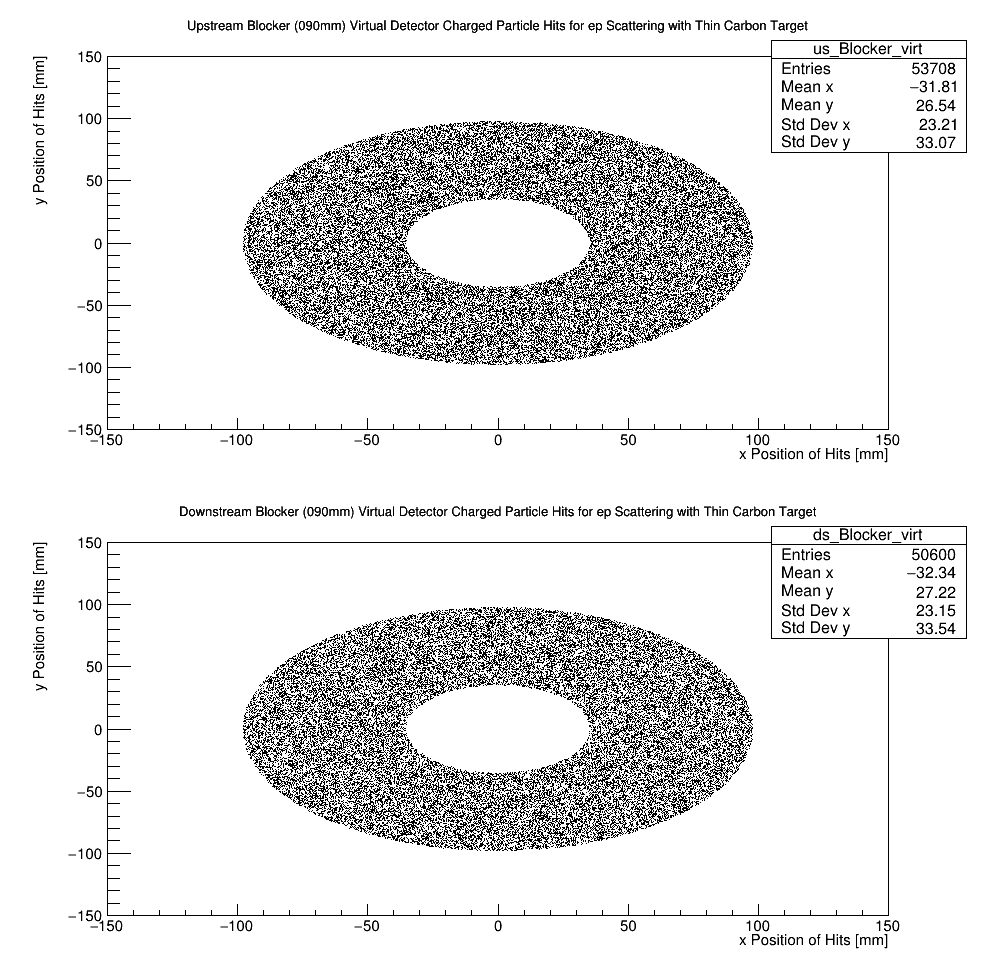 Upstream Blocker (090mm) Virtual Detector Charged Particle Hits for ep Scattering with Thin Carbon Target
us_Blocker_virt
Entries 53708
Mean x −31.81
Mean y 26.54
Std Dev x 23.21
Std Dev y 33.07
y Position of Hits [mm]
150
100
50
0
−50
−100
−150
−150 −100 −50 0 50 100 150
x Position of Hits [mm]
Downstream Blocker (090mm) Virtual Detector Charged Particle Hits for ep Scattering with Thin Carbon Target
ds_Blocker_virt
Entries 50600
Mean x −32.34
Mean y 27.22
Std Dev x 23.15
Std Dev y 33.54
y Position of Hits [mm]
150
100
50
0
−50
−100
−150
−150 −100 −50 0 50 100 150
x Position of Hits [mm]